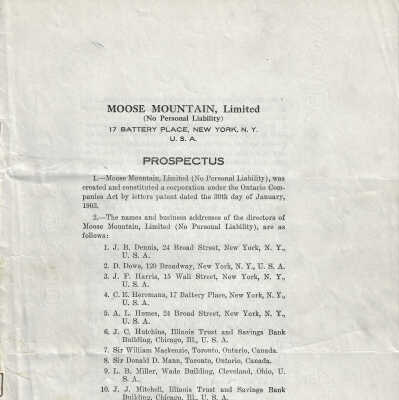 MOOSE MOUNTAIN, Limited
(No Personal Liability)
17 BATTERY PLACE, NEW YORK, N. Y.
U. S. A.
PROSPECTUS
1.—Moose Mountain, Limited (No Personal Liability), was
created and constituted a corporation under the Ontario Com-
panies Act by letters patent dated the 30th day of January,
1903.
2.—The names and business addresses of the directors of
Moose Mountain, Limited (No Personal Liability), are as
follows:
1. J. B. Dennis, 24 Broad Street, New York, N. Y.,
U. S. A.
2. D. Dows, 120 Broadway, New York, N. Y., U. S. A.
3. J. F. Harris, 15 Wall Street, New York, N. Y.,
U. S. A.
4. C. E. Herrmann, 17 Battery Place, New York, N. Y.,
U. S. A.
5. A. L. Humes, 24 Broad Street, New York, N. Y.,
U. S. A.
6. J. C. Hutchins, Illinois Trust and Savings Bank
Building, Chicago, Ill., U. S. A.
7. Sir William Mackenzie, Toronto, Ontario, Canada.
8. Sir Donald D. Mann, Toronto, Ontario, Canada.
9. L. B. Miller, Wade Building, Cleveland, Ohio, U.
S. A.
10. J. J. Mitchell, Illinois Trust and Savings Bank
Building, Chicago, Ill., U. S. A.